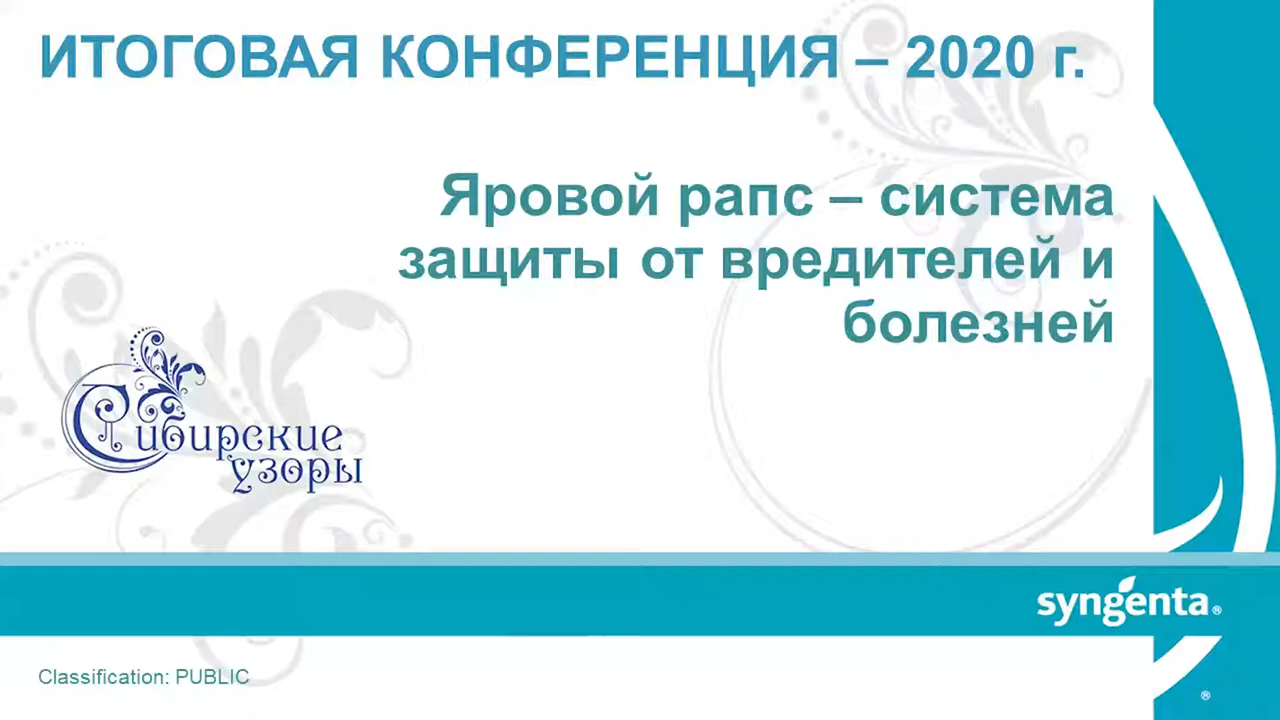 ИТОГОВАЯ КОНФЕРЕНЦИЯ – 2020 г.
Яровой рапс – система
защиты от вредителей и
болезней
Сибирские
узоры
syngenta®
Classification: PUBLIC
®